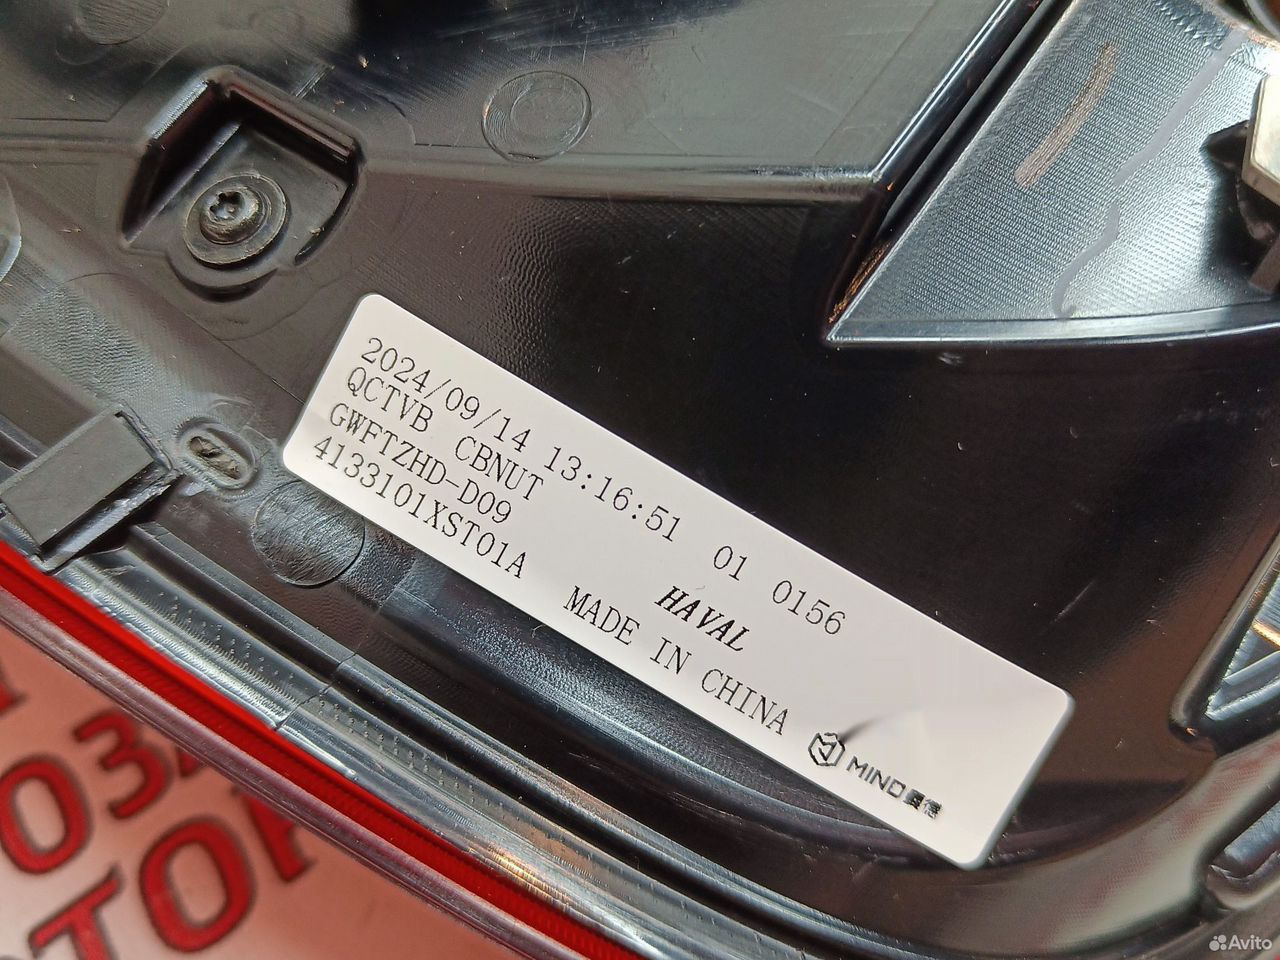 2024/09/14 13:16:51 01 0156
QCTVB CBNUT
GWFTZHD-D09
4133101XST01A
HAVAL
MADE IN CHINA
MIND
Avito